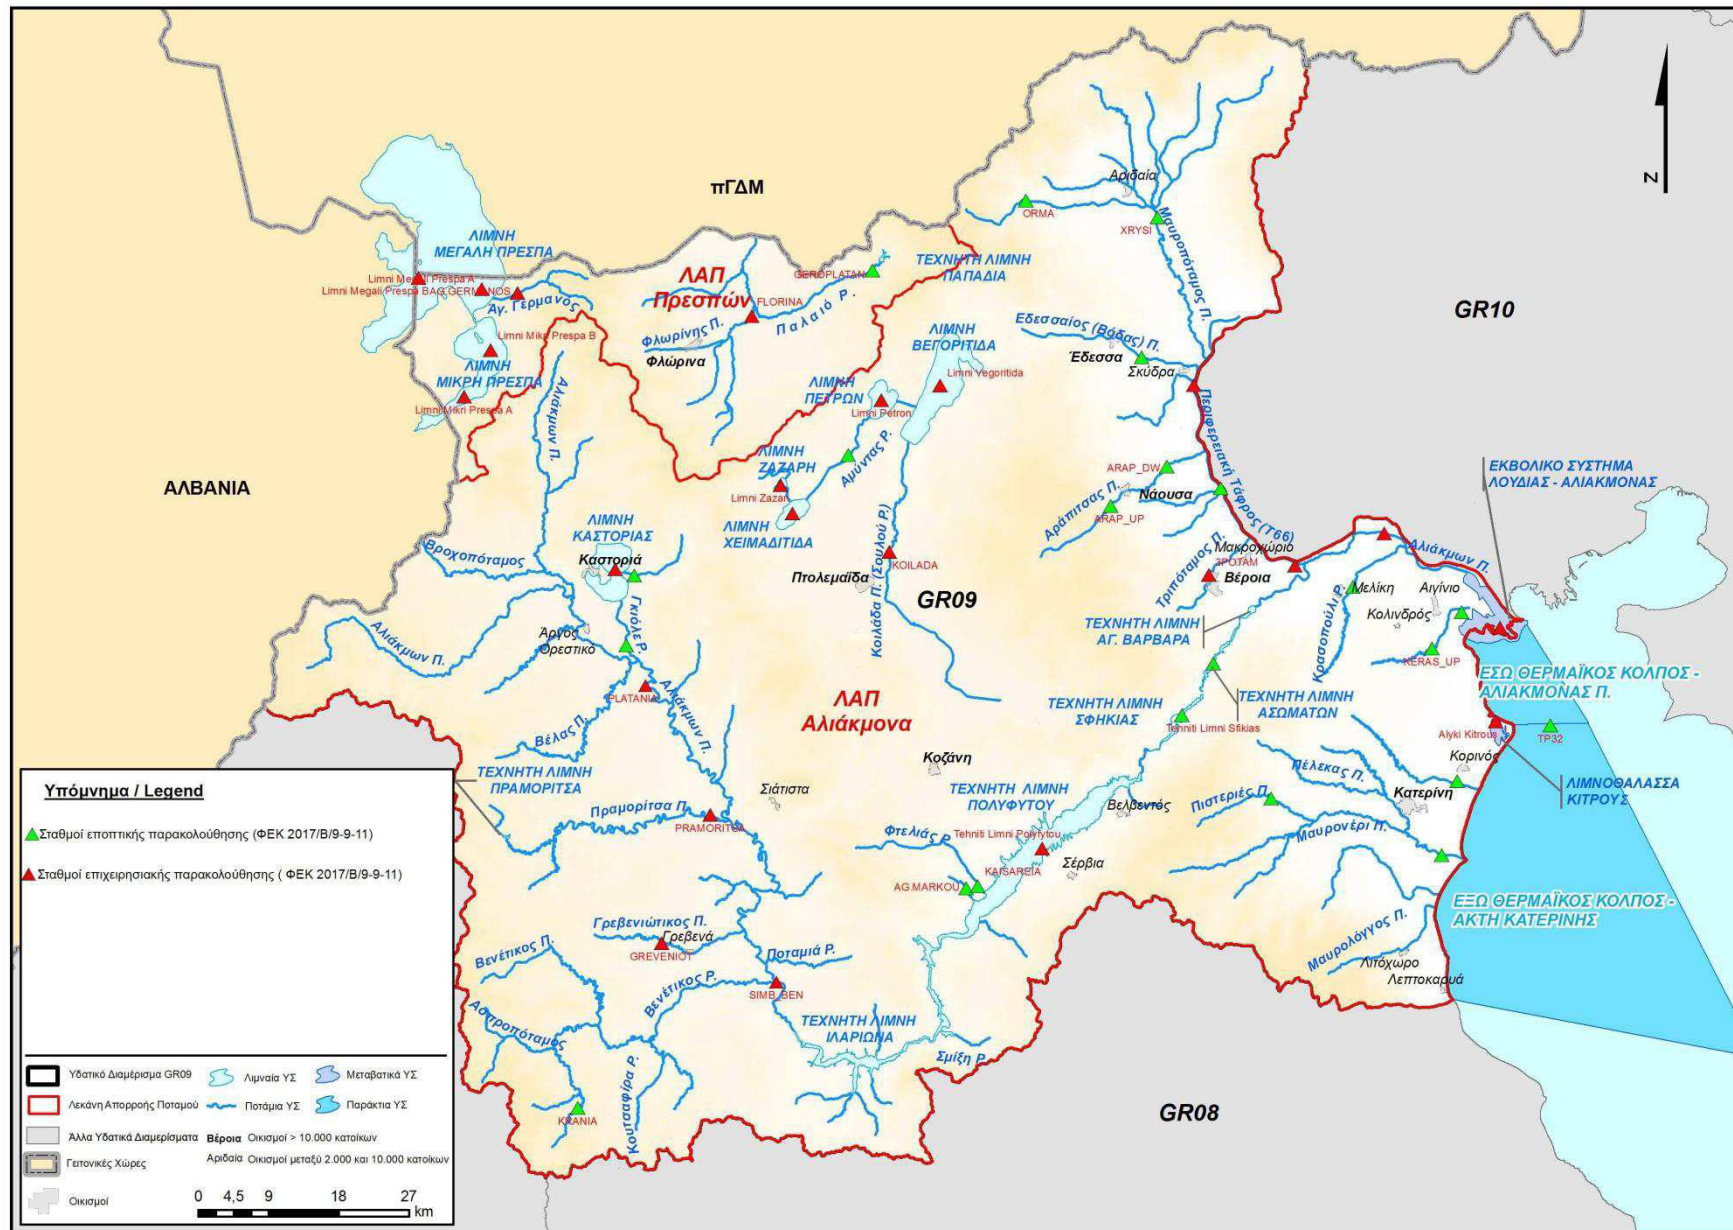 πΓΔΜ
ΑΛΒΑΝΙΑ
GR10
GR09
GR08
Z
ΛΑΠ
Πρεσπών
ΛΑΠ
Αλιάκμονα
ΛΙΜΝΗ
ΜΕΓΑΛΗ ΠΡΕΣΠΑ
Limni Megali Prespa A
Limni Megali Prespa B
AG.GERMANOS
Αγ. Γερμανός
Limni Mikri Prespa B
ΛΙΜΝΗ
ΜΙΚΡΗ ΠΡΕΣΠΑ
Limni Mikri Prespa A
GEROPLATAN
FLORINA
Παλαιό Ρ.
Φλωρίνης Π.
Φλώρινα
ΤΕΧΝΗΤΗ ΛΙΜΝΗ
ΠΑΠΑΔΙΑ
ΛΙΜΝΗ
ΒΕΓΟΡΙΤΙΔΑ
Limni Vegoritida
ΛΙΜΝΗ
ΠΕΤΡΩΝ
Limni Petron
Αμύντας Ρ.
ΛΙΜΝΗ
ΖΑΖΑΡΗ
Limni Zazari
ΛΙΜΝΗ
ΧΕΙΜΑΔΙΤΙΔΑ
ORMA
Αριδαία
XRYSI
Μαυροπόταμος Π.
Εδεσσαίος (Βόδας) Π.
Έδεσσα
Σκύδρα
Περιφερειακή Τάφρος (Τ66)
ARAP_DW
Νάουσα
Αράπιτσας Π.
ARAP_UP
Μακροχώριο
3POTAM
Τριπόταμος Π.
Βέροια
ΕΚΒΟΛΙΚΟ ΣΥΣΤΗΜΑ
ΛΟΥΔΙΑΣ - ΑΛΙΑΚΜΟΝΑΣ
Αλιάκμων Π.
Μελίκη
Αιγίνιο
Κολινδρός
Κρασοπούλι Ρ.
KERAS_UP
ΕΣΩ ΘΕΡΜΑΪΚΟΣ ΚΟΛΠΟΣ -
ΑΛΙΑΚΜΟΝΑΣ Π.
Alyki Kitrous
TP32
Κορινός
ΛΙΜΝΟΘΑΛΑΣΣΑ
ΚΙΤΡΟΥΣ
Κατερίνη
Πέλεκας Π.
Πιστεριές Π.
Μαυρονέρι Π.
ΕΞΩ ΘΕΡΜΑΪΚΟΣ ΚΟΛΠΟΣ -
ΑΚΤΗ ΚΑΤΕΡΙΝΗΣ
Μαυρολόγγος Π.
Λιτόχωρο
Λεπτοκαρυά
ΤΕΧΝΗΤΗ ΛΙΜΝΗ
ΑΓ. ΒΑΡΒΑΡΑ
ΤΕΧΝΗΤΗ ΛΙΜΝΗ
ΑΣΩΜΑΤΩΝ
ΤΕΧΝΗΤΗ ΛΙΜΝΗ
ΣΦΗΚΙΑΣ
Tehniti Limni Sfikias
ΤΕΧΝΗΤΗ ΛΙΜΝΗ
ΠΟΛΥΦΥΤΟΥ
Βελβεντός
Tehniti Limni Polyfytou
KAISAREIA
Σέρβια
Φτελιάς Ρ.
AG.MARKOU
Κοζάνη
Σιάτιστα
Πτολεμαΐδα
KOILADA
Κοιλάδα Π. (Σουλού Ρ.)
Αλιάκμων Π.
ΛΙΜΝΗ
ΚΑΣΤΟΡΙΑΣ
Καστοριά
Βροχοπόταμος
Γκιόλε Ρ.
Άργος
Ορεστικό
Αλιάκμων Π.
PLATANIA
Αλιάκμων Π.
Βέλας Π.
ΤΕΧΝΗΤΗ ΛΙΜΝΗ
ΠΡΑΜΟΡΙΤΣΑ
Πραμορίτσα Π.
PRAMORITSA
Γρεβενιώτικος Π.
Γρεβενά
GREVENIOT
Βενέτικος Π.
Ποταμιά Ρ.
Βενέτικος Ρ.
SIMB_BEN
Ασπροπόταμος
ΤΕΧΝΗΤΗ ΛΙΜΝΗ
ΙΛΑΡΙΩΝΑ
Σμίξη Ρ.
Κουτσαφίρα Ρ.
KRANIA
Υπόμνημα / Legend
Σταθμοί εποπτικής παρακολούθησης (ΦΕΚ 2017/Β/9-9-11)
Σταθμοί επιχειρησιακής παρακολούθησης ( ΦΕΚ 2017/Β/9-9-11)
Υδατικό Διαμέρισμα GR09
Λιμναία ΥΣ
Μεταβατικά ΥΣ
Λεκάνη Απορροής Ποταμού
Ποτάμια ΥΣ
Παράκτια ΥΣ
Άλλα Υδατικά Διαμερίσματα
Βέροια Οικισμοί > 10.000 κατοίκων
Γειτονικές Χώρες
Αριδαία Οικισμοί μεταξύ 2.000 και 10.000 κατοίκων
Οικισμοί
0 4,5 9 18 27
km